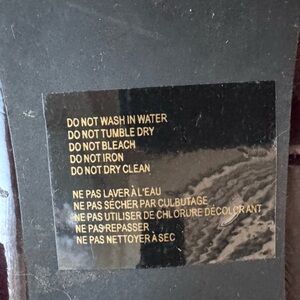 DO NOT WASH IN WATER
DO NOT TUMBLE DRY
DO NOT BLEACH
DO NOT IRON
DO NOT DRY CLEAN
NE PAS LAVER À L'EAU
NE PAS SÉCHER PAR CULBUTAGE
NE PAS UTILISER DE CHLORURE DÉCOLORANT
NE PAS REPASSER
NE PAS NETTOYER À SEC